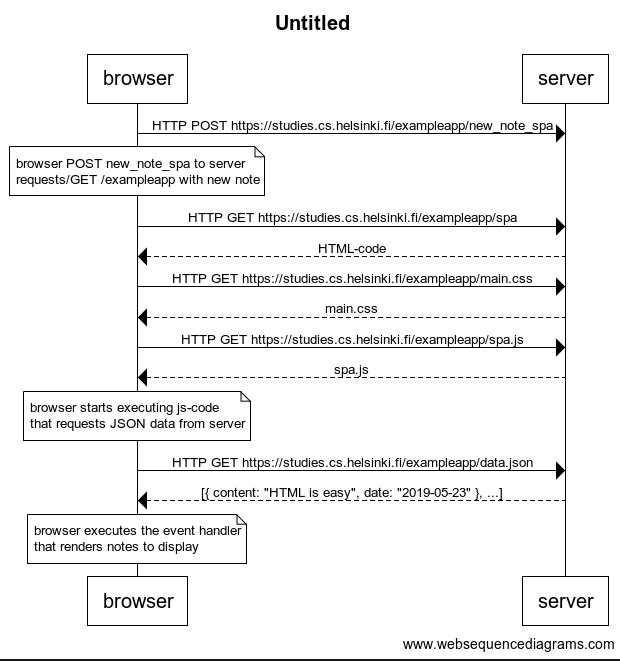 Untitled
browser
server
HTTP POST https://studies.cs.helsinki.fi/exampleapp/new_note_spa
browser POST new_note_spa to server
requests/GET /exampleapp with new note
HTTP GET https://studies.cs.helsinki.fi/exampleapp/spa
HTML-code
HTTP GET https://studies.cs.helsinki.fi/exampleapp/main.css
main.css
HTTP GET https://studies.cs.helsinki.fi/exampleapp/spa.js
spa.js
browser starts executing js-code
that requests JSON data from server
HTTP GET https://studies.cs.helsinki.fi/exampleapp/data.json
[{ content: "HTML is easy", date: "2019-05-23" }, ...]
browser executes the event handler
that renders notes to display
browser
server
www.websequencediagrams.com